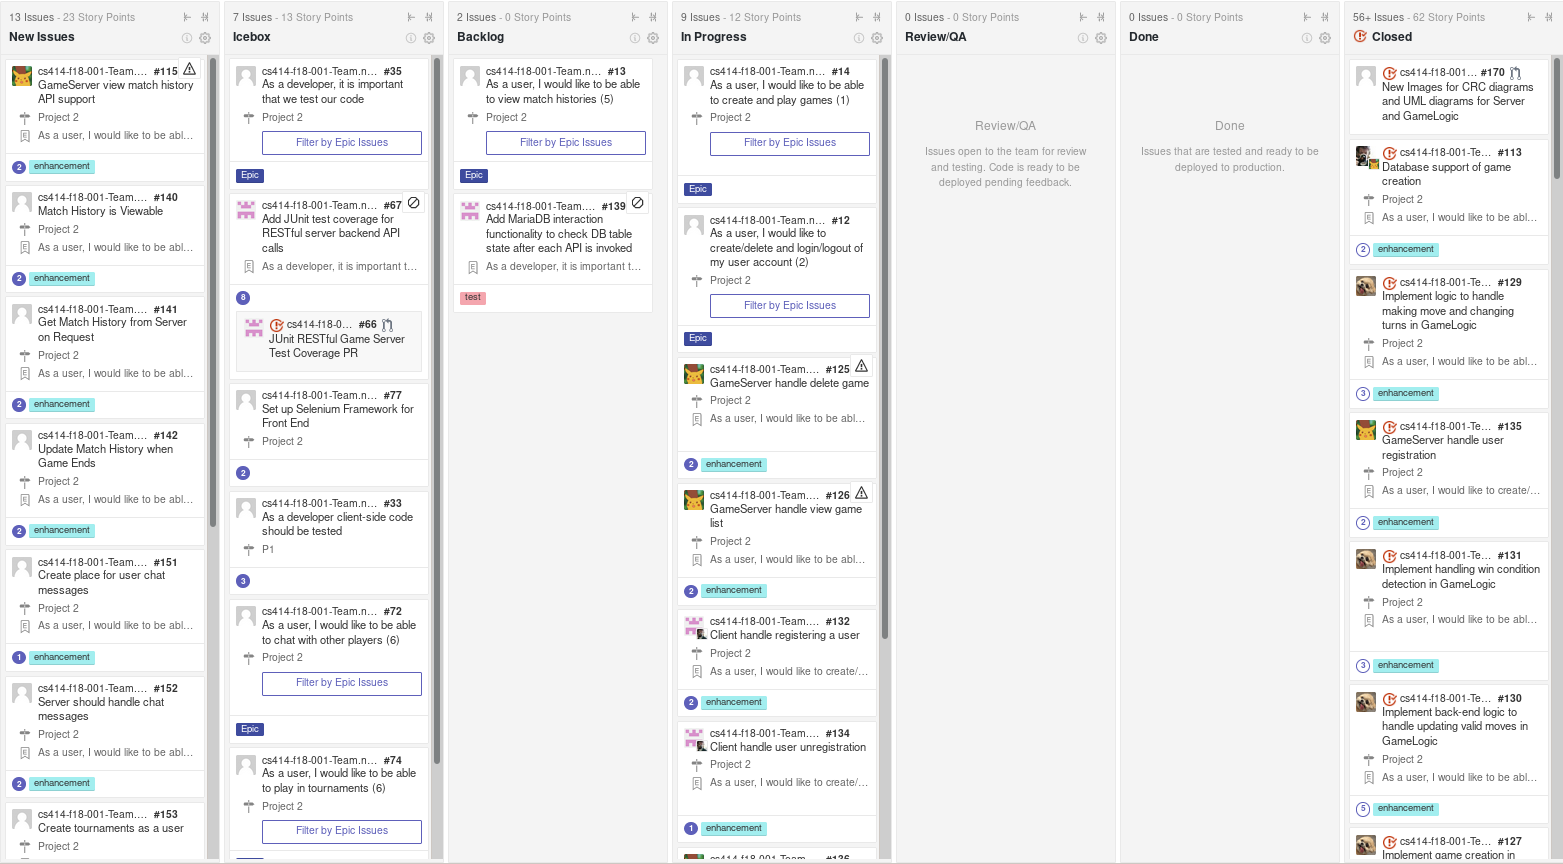 13 Issues - 23 Story Points
New Issues
cs414-f18-001-Team.... #115
GameServer view match history
API support
Project 2
As a user, I would like to be abl...
2 enhancement
cs414-f18-001-Team.... #140
Match History is Viewable
Project 2
As a user, I would like to be abl...
2 enhancement
cs414-f18-001-Team.... #141
Get Match History from Server
on Request
Project 2
As a user, I would like to be abl...
2 enhancement
cs414-f18-001-Team.... #142
Update Match History when
Game Ends
Project 2
As a user, I would like to be abl...
2 enhancement
cs414-f18-001-Team.... #151
Create place for user chat
messages
Project 2
As a user, I would like to be abl...
1 enhancement
cs414-f18-001-Team.... #152
Server should handle chat
messages
Project 2
As a user, I would like to be abl...
2 enhancement
cs414-f18-001-Team.... #153
Create tournaments as a user
Project 2
7 Issues - 13 Story Points
Icebox
cs414-f18-001-Team.n... #35
As a developer, it is important
that we test our code
Project 2
Filter by Epic Issues
Epic
cs414-f18-001-Team.n... #67
Add JUnit test coverage for
RESTful server backend API
calls
As a developer, it is important t...
8
cs414-f18-0... #66
JUnit RESTful Game Server
Test Coverage PR
cs414-f18-001-Team.n... #77
Set up Selenium Framework for
Front End
Project 2
2
cs414-f18-001-Team.n... #33
As a developer client-side code
should be tested
P1
3
cs414-f18-001-Team.n... #72
As a user, I would like to be able
to chat with other players (6)
Project 2
Filter by Epic Issues
Epic
cs414-f18-001-Team.n... #74
As a user, I would like to be able
to play in tournaments (6)
Project 2
Filter by Epic Issues
2 Issues - 0 Story Points
Backlog
cs414-f18-001-Team.n... #13
As a user, I would like to be able
to view match histories (5)
Project 2
Filter by Epic Issues
Epic
cs414-f18-001-Team.... #139
Add MariaDB interaction
functionality to check DB table
state after each API is invoked
As a developer, it is important t...
test
9 Issues - 12 Story Points
In Progress
cs414-f18-001-Team.n... #14
As a user, I would like to be able
to create and play games (1)
Project 2
Filter by Epic Issues
Epic
cs414-f18-001-Team.n... #12
As a user, I would like to
create/delete and login/logout of
my user account (2)
Project 2
Filter by Epic Issues
Epic
cs414-f18-001-Team.... #125
GameServer handle delete game
Project 2
As a user, I would like to be abl...
2 enhancement
cs414-f18-001-Team.... #126
GameServer handle view game
list
Project 2
As a user, I would like to be abl...
2 enhancement
cs414-f18-001-Team.... #132
Client handle registering a user
Project 2
As a user, I would like to create/...
2 enhancement
cs414-f18-001-Team.... #134
Client handle user unregistration
Project 2
As a user, I would like to create/...
1 enhancement
0 Issues - 0 Story Points
Review/QA
Review/QA
Issues open to the team for review
and testing. Code is ready to be
deployed pending feedback.
0 Issues - 0 Story Points
Done
Done
Issues that are tested and ready to be
deployed to production.
56+ Issues - 62 Story Points
Closed
cs414-f18-001... #170
New Images for CRC diagrams
and UML diagrams for Server
and GameLogic
cs414-f18-001-Te... #113
Database support of game
creation
Project 2
As a user, I would like to be abl...
2 enhancement
cs414-f18-001-Te... #129
Implement logic to handle
making move and changing
turns in GameLogic
Project 2
As a user, I would like to be abl...
3 enhancement
cs414-f18-001-Te... #135
GameServer handle user
registration
Project 2
As a user, I would like to create/...
2 enhancement
cs414-f18-001-Te... #131
Implement handling win condition
detection in GameLogic
Project 2
As a user, I would like to be abl...
3 enhancement
cs414-f18-001-Te... #130
Implement back-end logic to
handle updating valid moves in
GameLogic
Project 2
As a user, I would like to be abl...
5 enhancement
cs414-f18-001-Te... #127
Implement game creation in